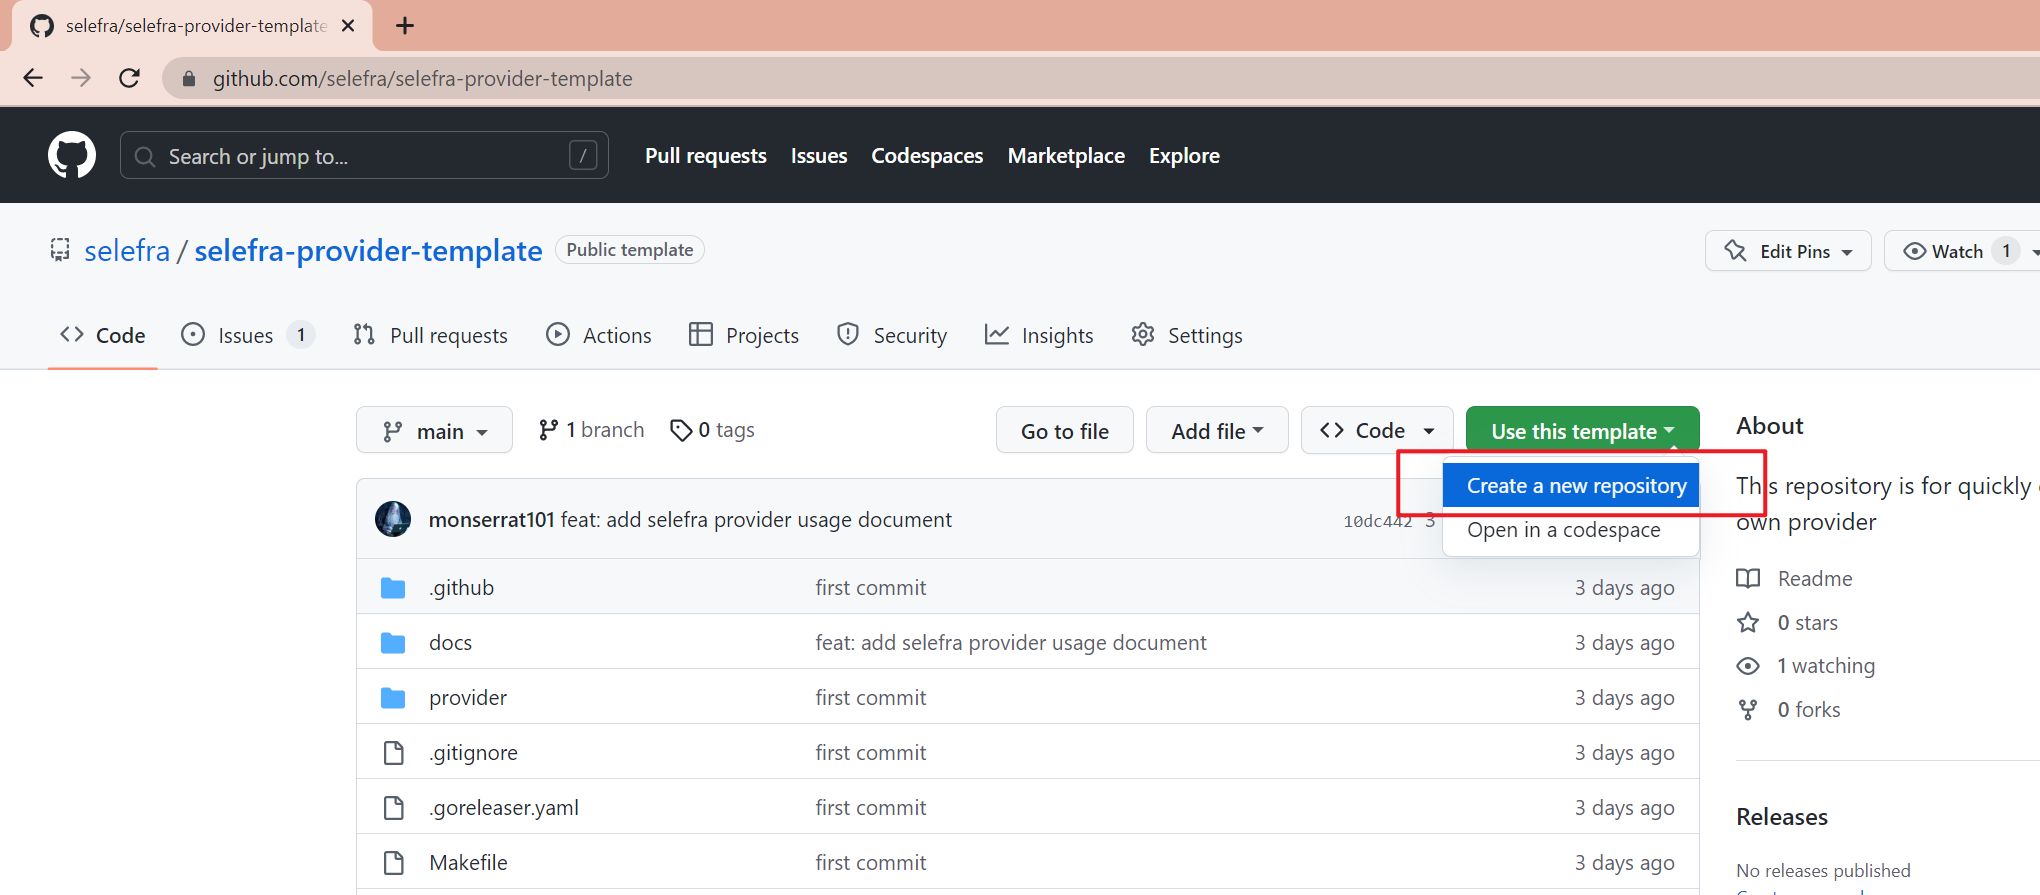 selefra/selefra-provider-template
github.com/selefra/selefra-provider-template
Search or jump to... /
Pull requests Issues Codespaces Marketplace Explore
selefra / selefra-provider-template Public template
Edit Pins Watch 1
Code Issues 1 Pull requests Actions Projects Security Insights Settings
main 1 branch 0 tags Go to file Add file Code Use this template
Create a new repository
Open in a codespace
monserrat101 feat: add selefra provider usage document 10dc442 3
.github first commit 3 days ago
docs feat: add selefra provider usage document 3 days ago
provider first commit 3 days ago
.gitignore first commit 3 days ago
.goreleaser.yaml first commit 3 days ago
Makefile first commit 3 days ago
About
This repository is for quickly
own provider
Readme
0 stars
1 watching
0 forks
Releases
No releases published